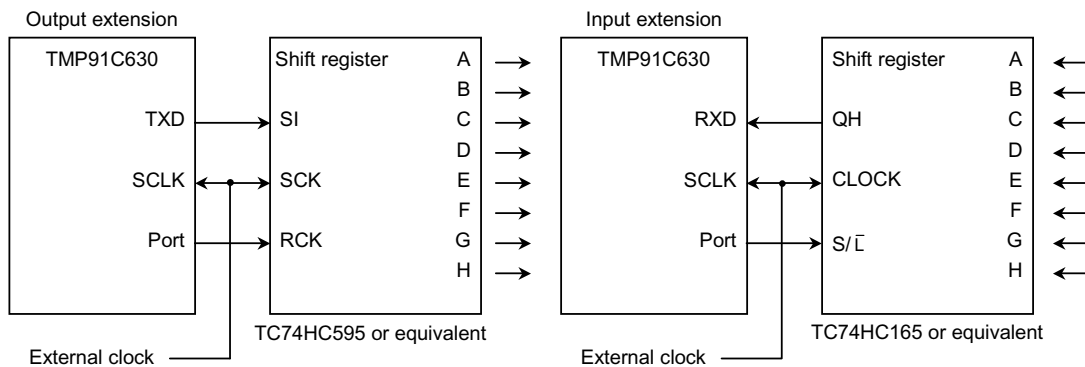 Output extension
TMP91C630
TXD
SCLK
Port
Shift register
SI
SCK
RCK
A
B
C
D
E
F
G
H
TC74HC595 or equivalent
External clock
Input extension
TMP91C630
RXD
SCLK
Port
Shift register
QH
CLOCK
S/L̅
A
B
C
D
E
F
G
H
TC74HC165 or equivalent
External clock